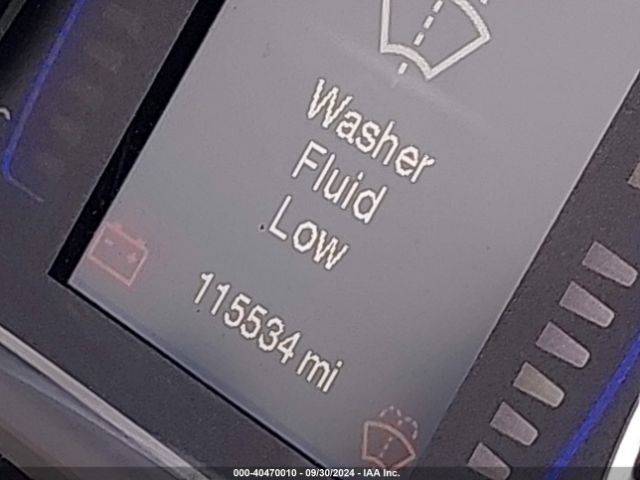 Washer
Fluid
Low
115534 mi
000-40470010 - 09/30/2024 - IAA Inc.